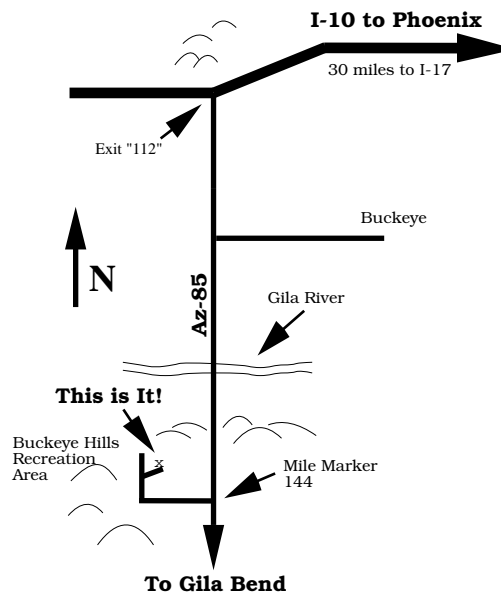 I-10 to Phoenix
30 miles to I-17
Exit "112"
Buckeye
N
Az-85
Gila River
This is It!
Buckeye Hills
Recreation
Area
x
Mile Marker
144
To Gila Bend